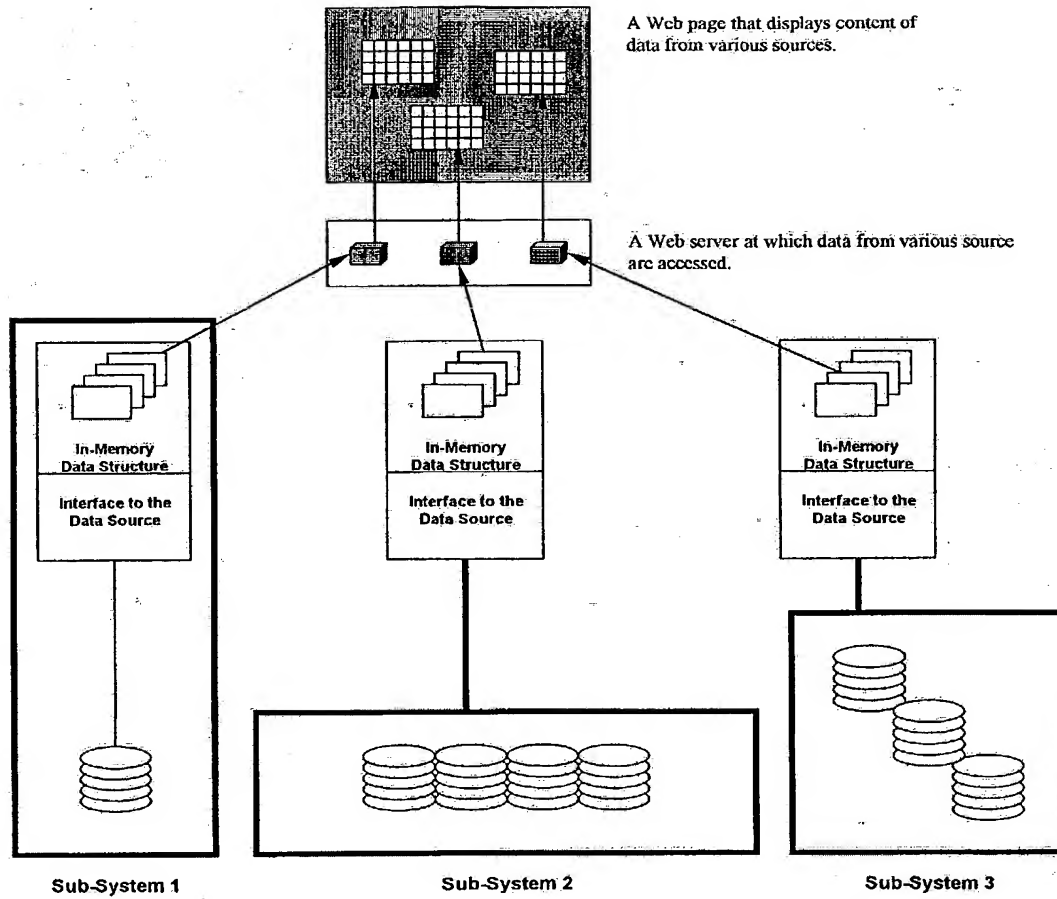 A Web page that displays content of
data from various sources.
A Web server at which data from various source
are accessed.
In-Memory
Data Structure
Interface to the
Data Source
In-Memory
Data Structure
Interface to the
Data Source
In-Memory
Data Structure
Interface to the
Data Source
Sub-System 1
Sub-System 2
Sub-System 3